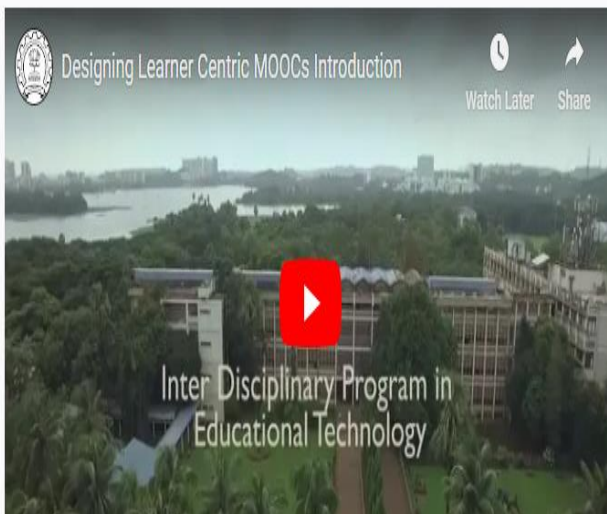 Designing Learner Centric MOOCs Introduction
Watch Later
Share
Inter Disciplinary Program in
Educational Technology